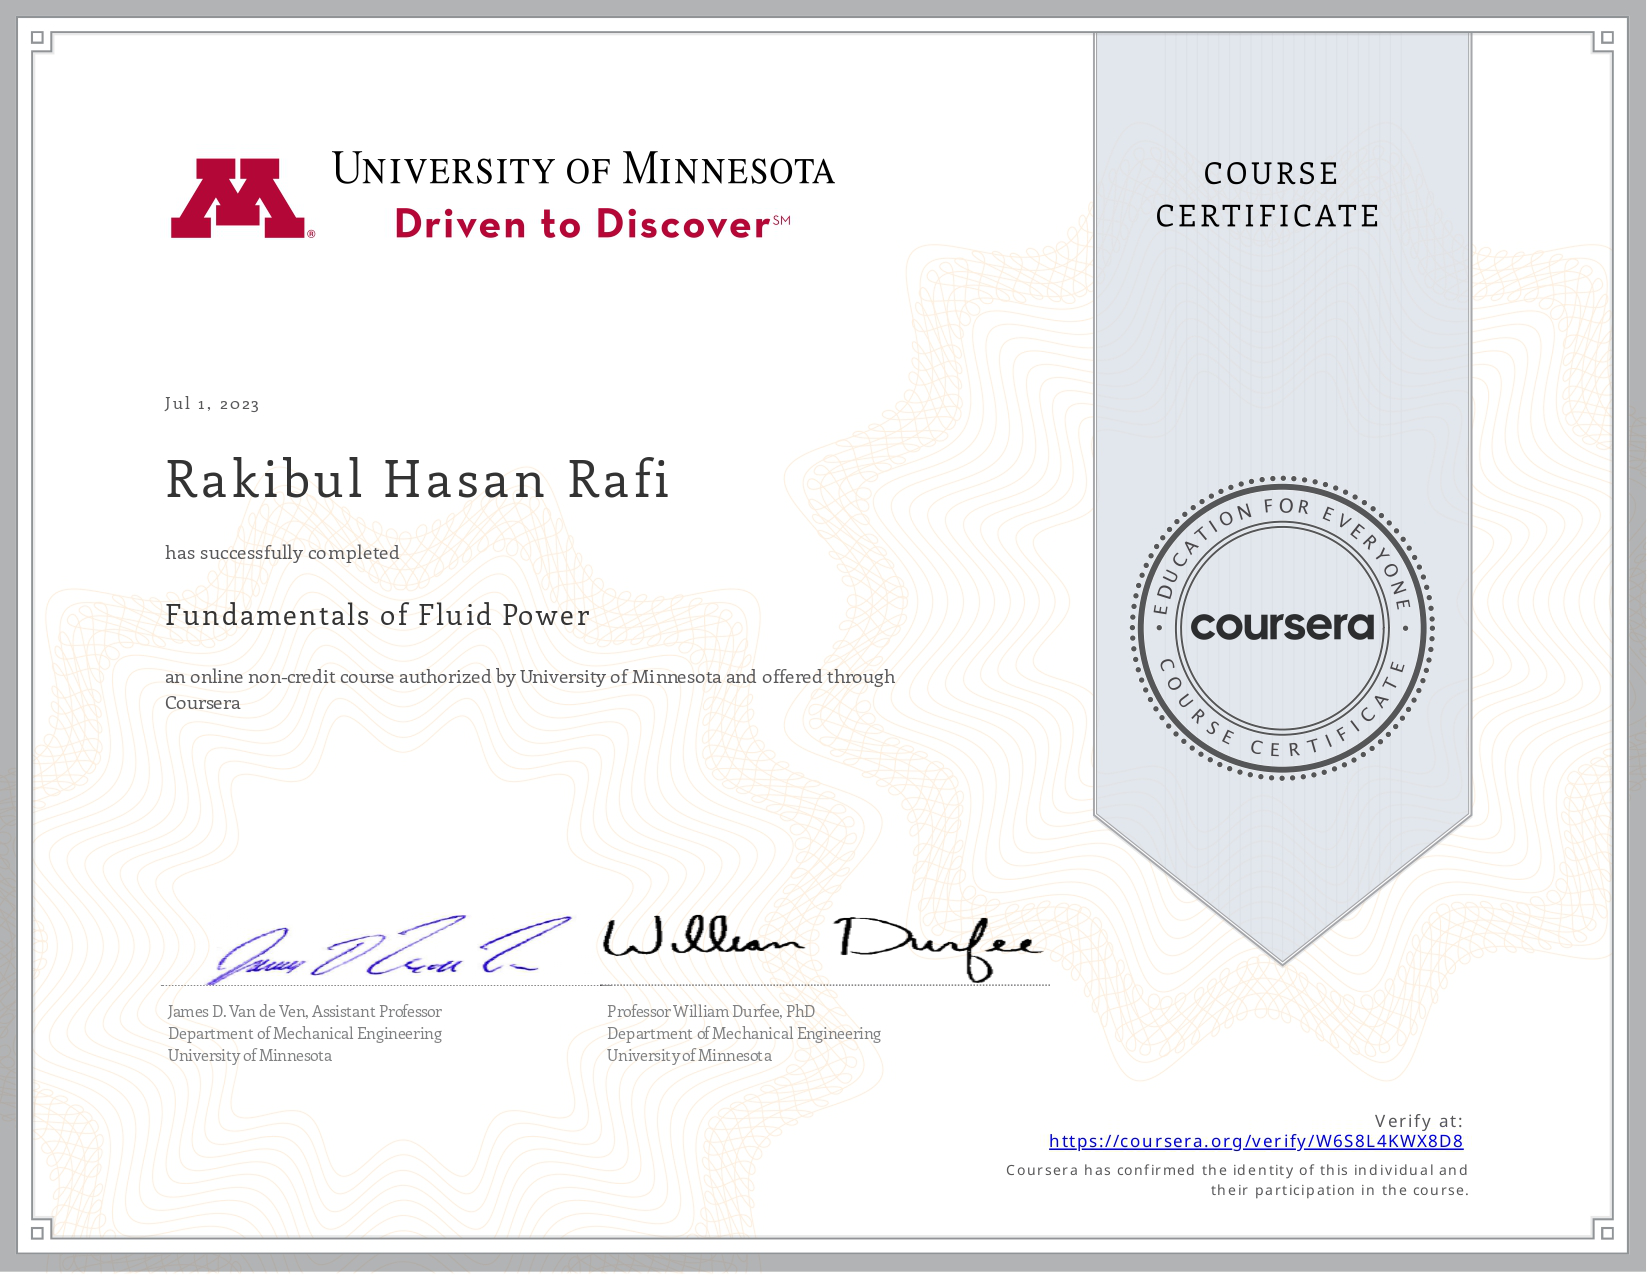 UNIVERSITY OF MINNESOTA
Driven to Discover℠
®
COURSE
CERTIFICATE
Jul 1, 2023
Rakibul Hasan Rafi
has successfully completed
Fundamentals of Fluid Power
an online non-credit course authorized by University of Minnesota and offered through
Coursera
EDUCATION FOR EVERYONE
coursera
COURSE CERTIFICATE
William Durfee
James D. Van de Ven, Assistant Professor
Department of Mechanical Engineering
University of Minnesota
Professor William Durfee, PhD
Department of Mechanical Engineering
University of Minnesota
Verify at:
https://coursera.org/verify/W6S8L4KWX8D8
Coursera has confirmed the identity of this individual and
their participation in the course.